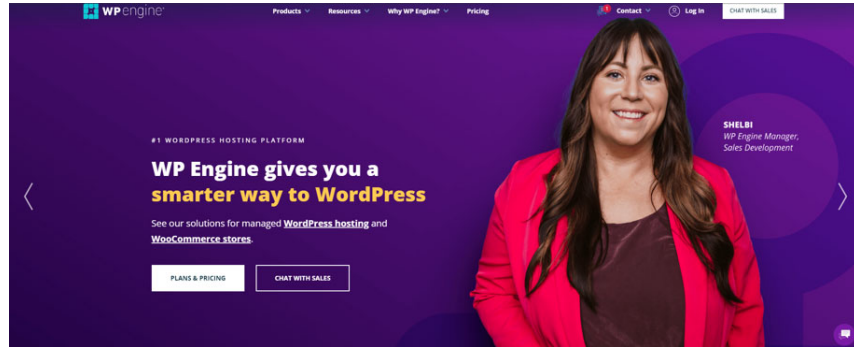 WP engine
Products
Resources
Why WP Engine?
Pricing
1
Contact
Log In
CHAT WITH SALES
#1 WORDPRESS HOSTING PLATFORM
WP Engine gives you a
smarter way to WordPress
See our solutions for managed WordPress hosting and
WooCommerce stores.
PLANS & PRICING
CHAT WITH SALES
SHELBI
WP Engine Manager,
Sales Development